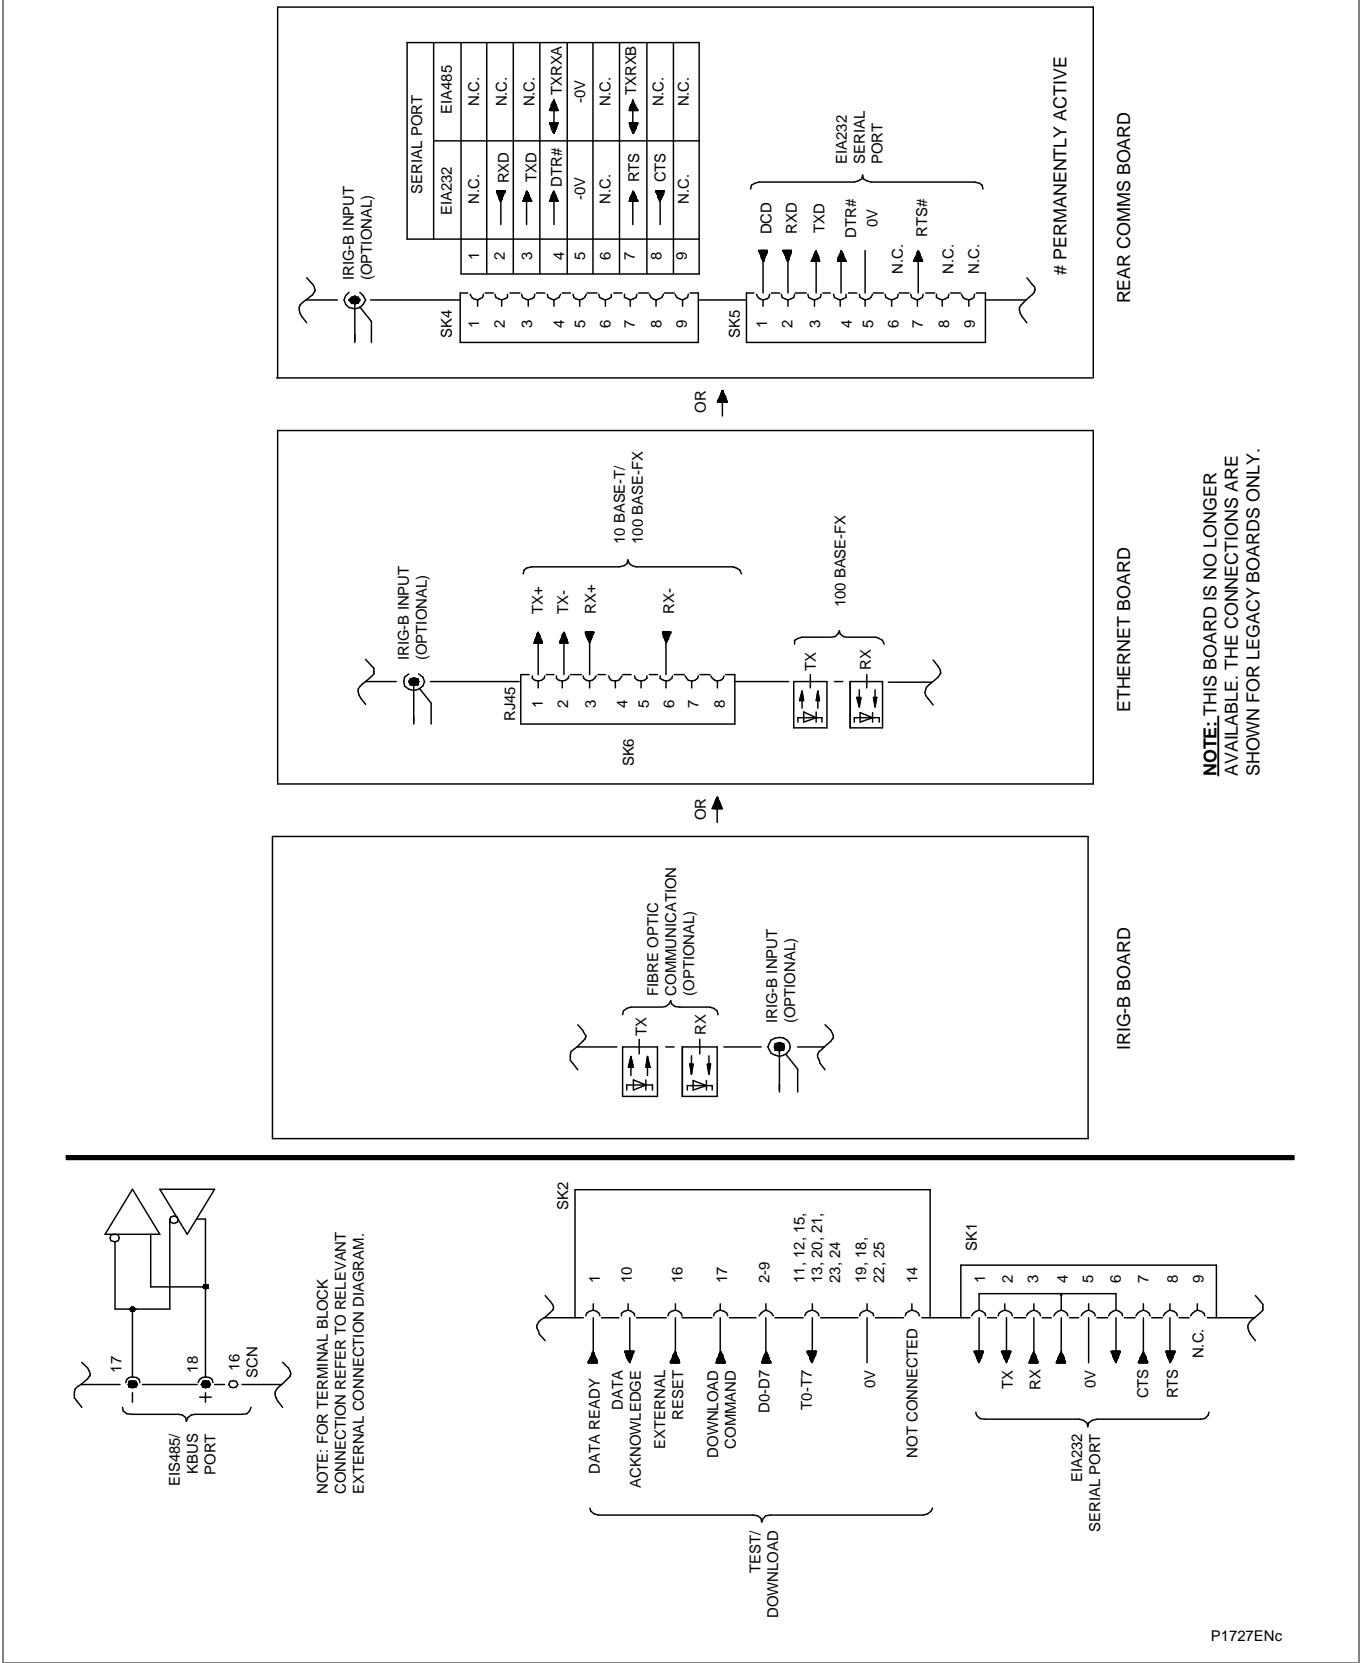 EIS485/
KBUS
PORT
-
17
+
18
16
SCN
NOTE: FOR TERMINAL BLOCK
CONNECTION REFER TO RELEVANT
EXTERNAL CONNECTION DIAGRAM.
TEST/
DOWNLOAD
SK2
DATA READY 1
DATA
ACKNOWLEDGE
10
EXTERNAL
RESET
16
DOWNLOAD
COMMAND
17
D0-D7 2-9
T0-T7
11, 12, 15,
13, 20, 21,
23, 24
0V
19, 18,
22, 25
NOT CONNECTED 14
SK1
EIA232
SERIAL PORT
1
TX 2
RX 3
4
0V 5
6
CTS 7
RTS 8
N.C. 9
FIBRE OPTIC
COMMUNICATION
(OPTIONAL)
TX
RX
IRIG-B INPUT
(OPTIONAL)
IRIG-B BOARD
OR
IRIG-B INPUT
(OPTIONAL)
RJ45
SK6
1 TX+
2 TX-
3 RX+
4
5
6 RX-
7
8
10 BASE-T/
100 BASE-FX
TX
RX
100 BASE-FX
ETHERNET BOARD
NOTE: THIS BOARD IS NO LONGER
AVAILABLE. THE CONNECTIONS ARE
SHOWN FOR LEGACY BOARDS ONLY.
OR
IRIG-B INPUT
(OPTIONAL)
SERIAL PORT
EIA232 EIA485
SK4
1 1 N.C. N.C.
2 2 RXD N.C.
3 3 TXD N.C.
4 4 DTR# TXRXA
5 5 -0V -0V
6 6 N.C. N.C.
7 7 RTS TXRXB
8 8 CTS N.C.
9 9 N.C. N.C.
SK5
1 DCD
2 RXD
3 TXD
4 DTR#
5 0V
6 N.C.
7 RTS#
8 N.C.
9 N.C.
EIA232
SERIAL
PORT
# PERMANENTLY ACTIVE
REAR COMMS BOARD
P1727ENc